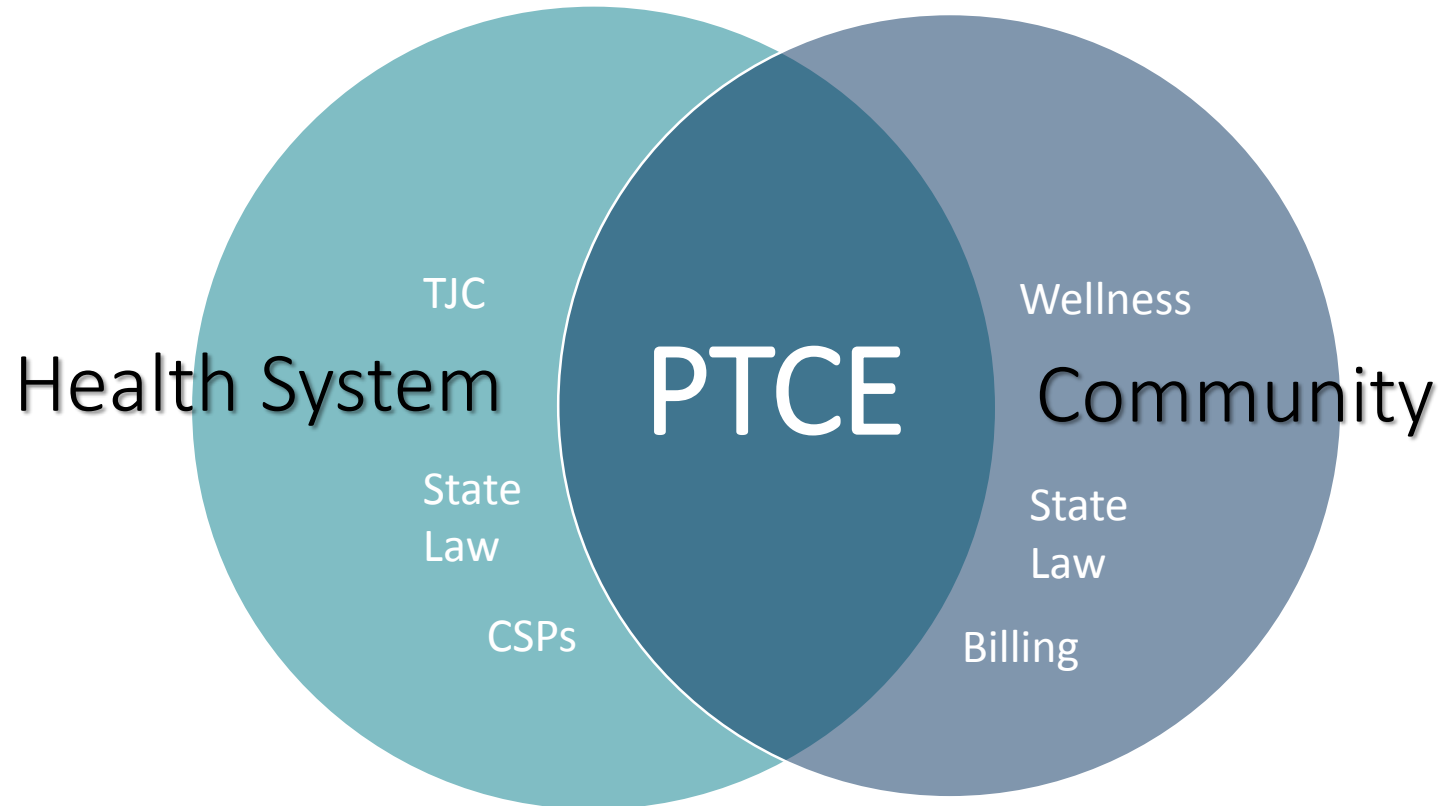 TJC
Health System
State
Law
CSPs
PTCE
Wellness
Community
State
Law
Billing